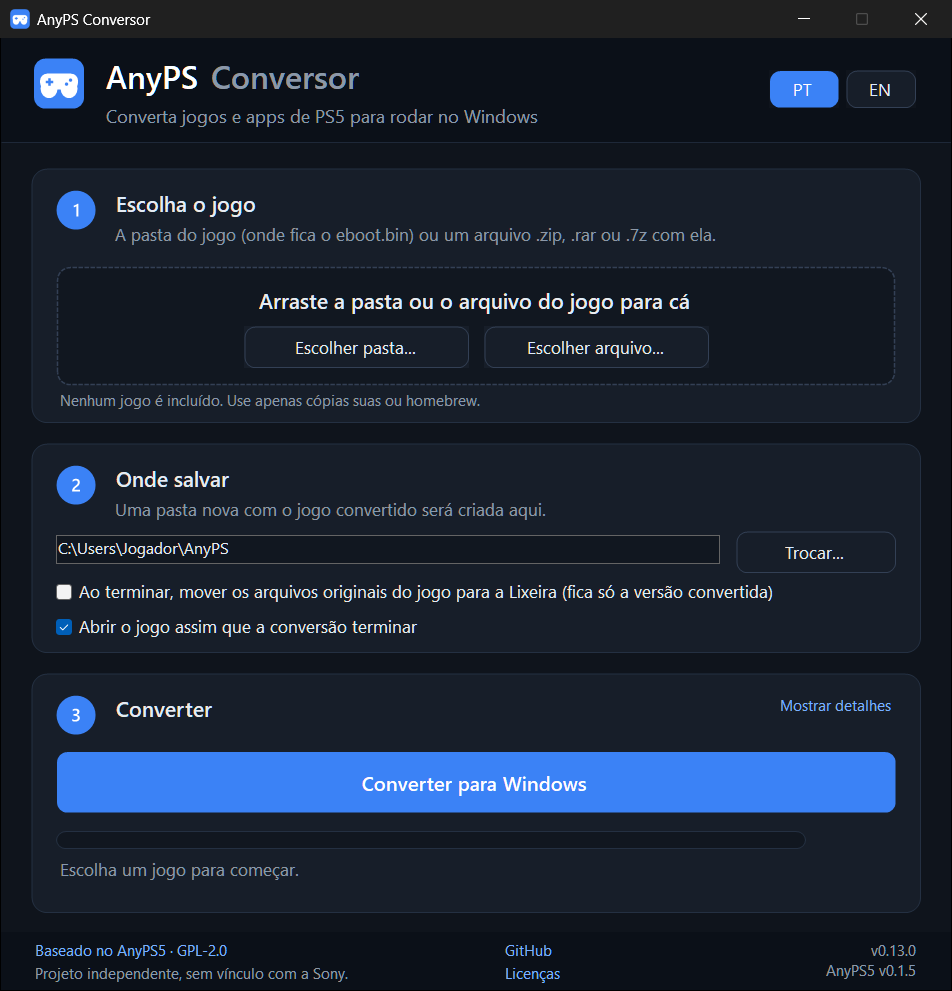 AnyPS Conversor
AnyPS Conversor
Converta jogos e apps de PS5 para rodar no Windows
PT
EN
1
Escolha o jogo
A pasta do jogo (onde fica o eboot.bin) ou um arquivo .zip, .rar ou .7z com ela.
Arraste a pasta ou o arquivo do jogo para cá
Escolher pasta...
Escolher arquivo...
Nenhum jogo é incluído. Use apenas cópias suas ou homebrew.
2
Onde salvar
Uma pasta nova com o jogo convertido será criada aqui.
C:\Users\Jogador\AnyPS
Trocar...
Ao terminar, mover os arquivos originais do jogo para a Lixeira (fica só a versão convertida)
Abrir o jogo assim que a conversão terminar
3
Converter
Mostrar detalhes
Converter para Windows
Escolha um jogo para começar.
Baseado no AnyPS5 · GPL-2.0
Projeto independente, sem vínculo com a Sony.
GitHub
Licenças
v0.13.0
AnyPS5 v0.1.5